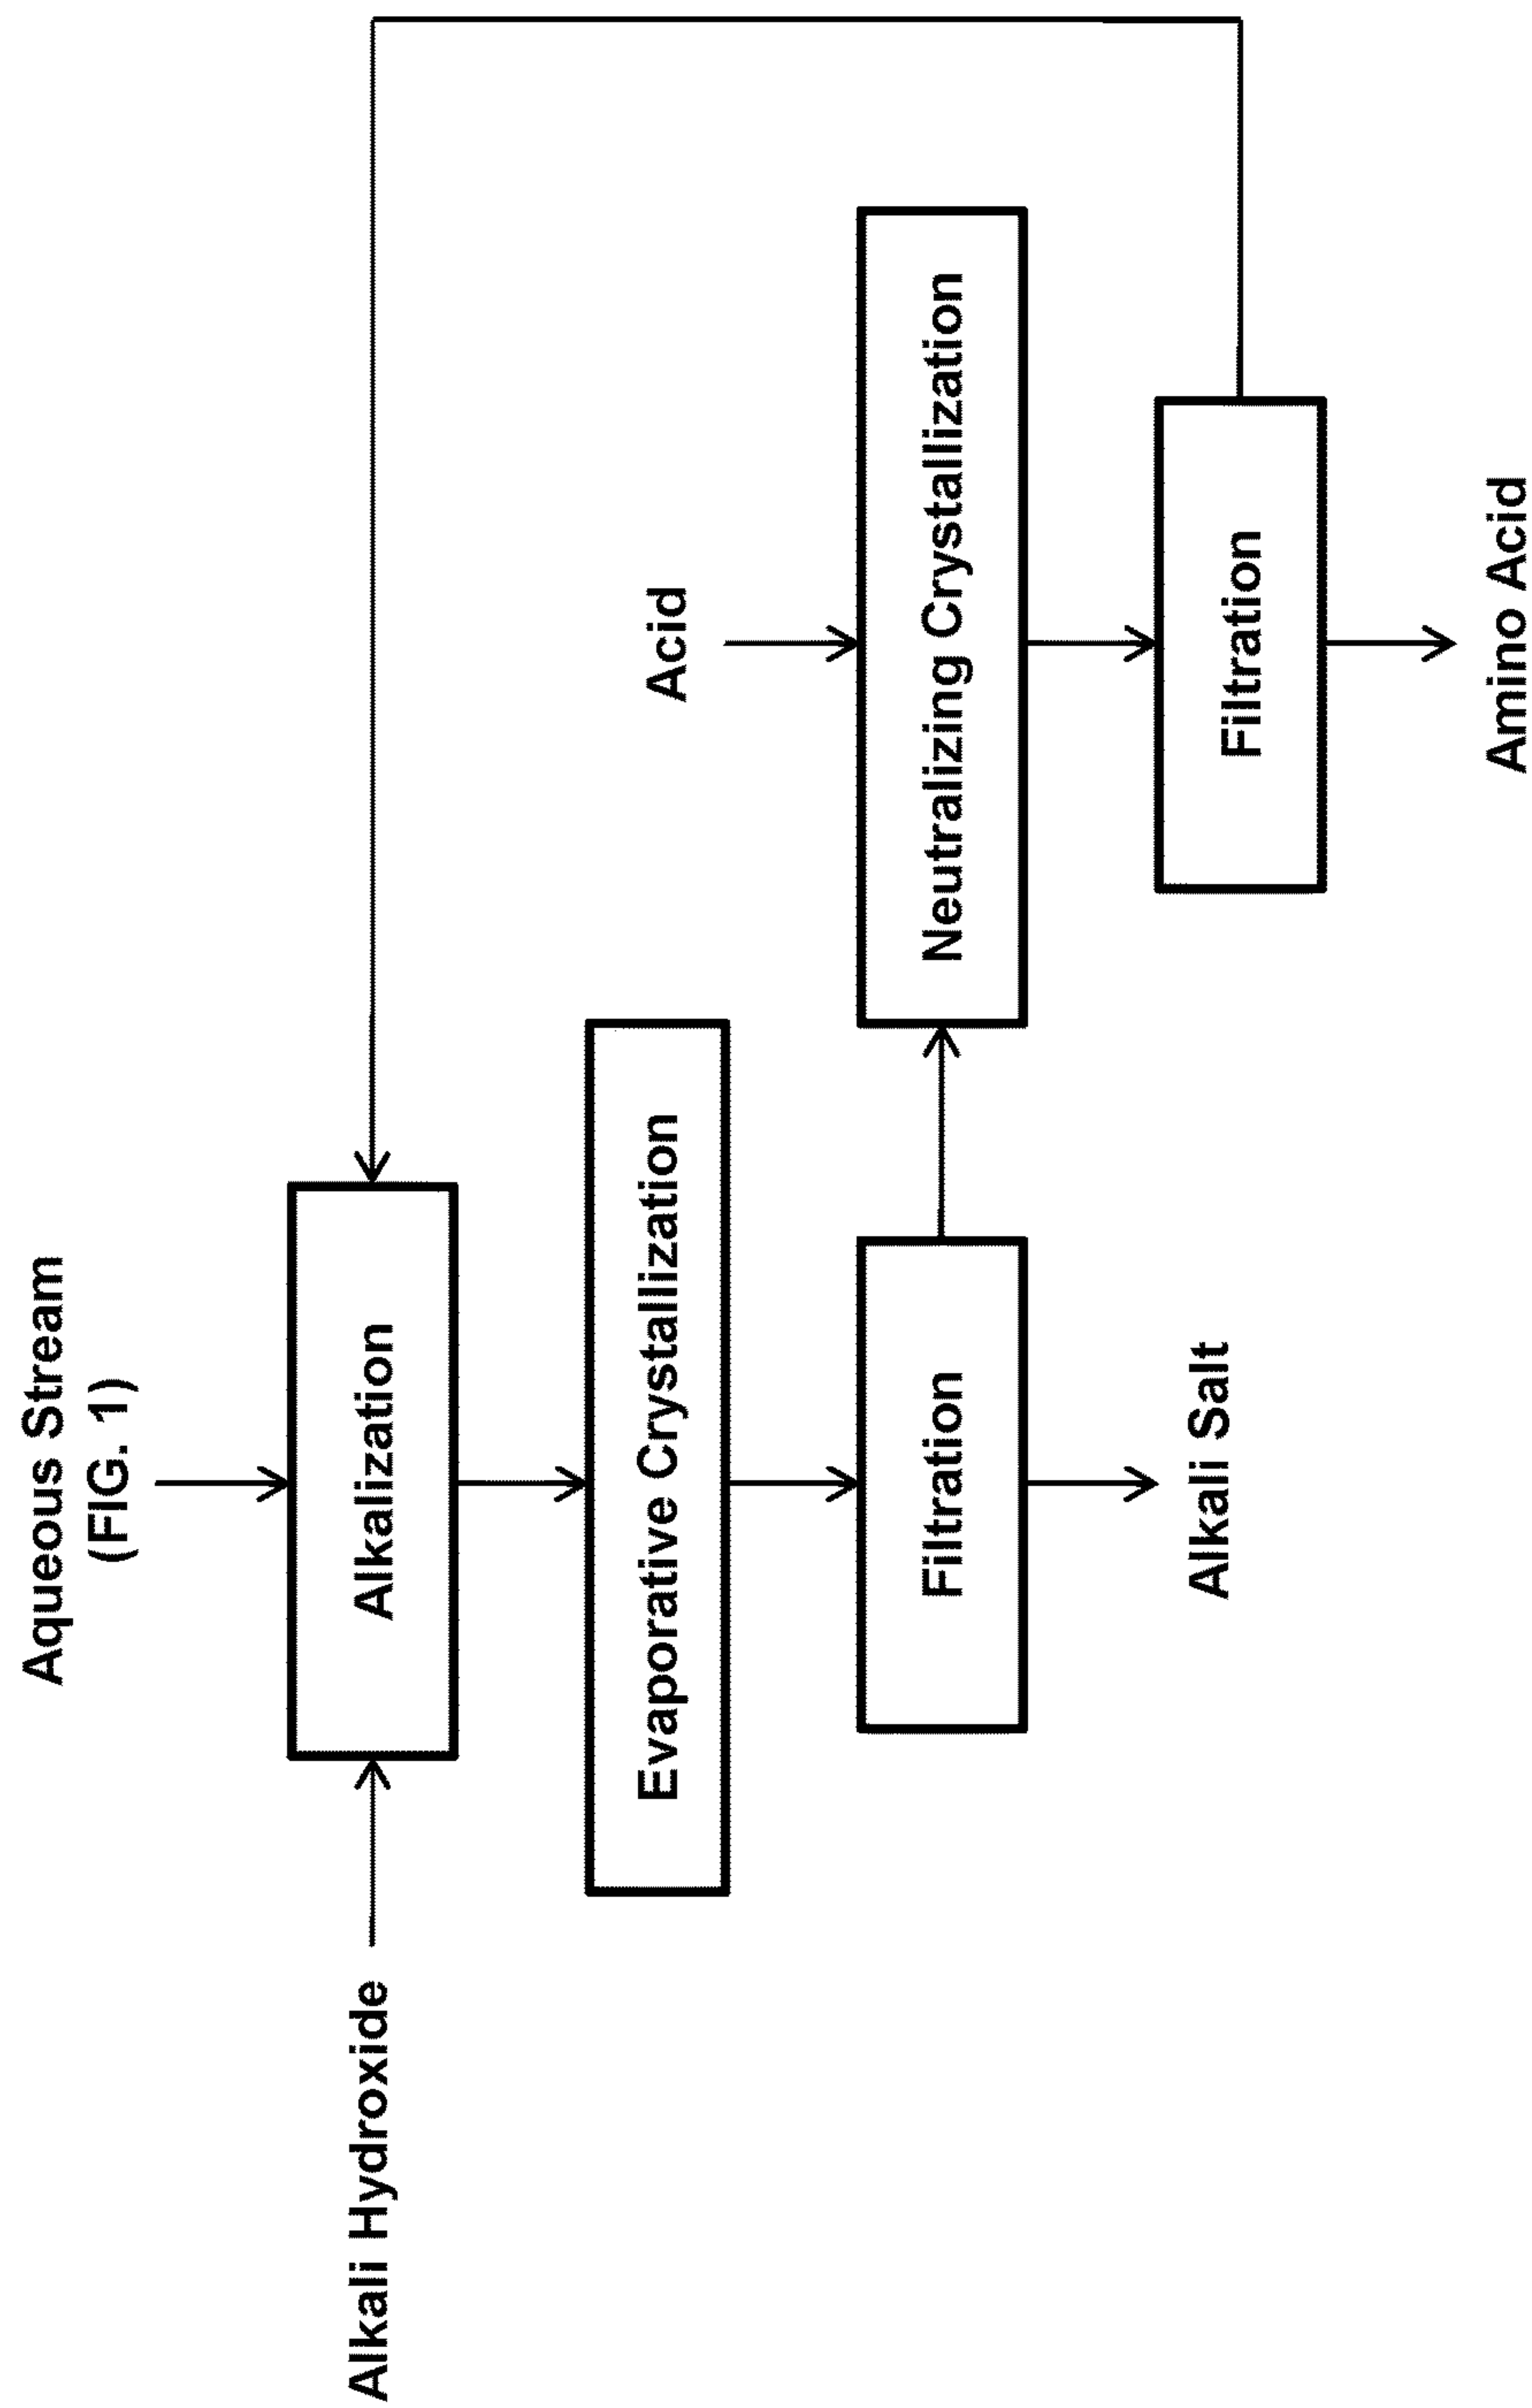 Aqueous Stream
(FIG. 1)
Alkali Hydroxide
Alkalization
Evaporative Crystallization
Acid
Filtration
Neutralizing Crystallization
Alkali Salt
Filtration
Amino Acid